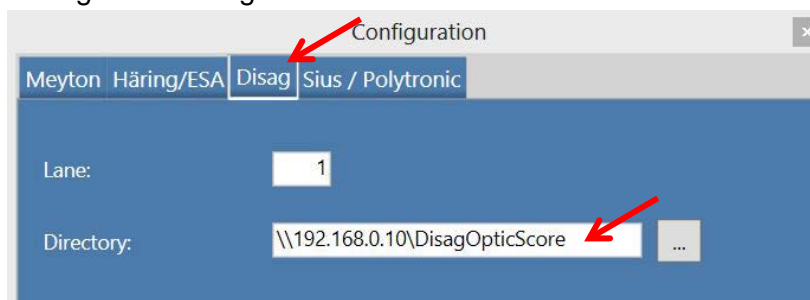 Configuration
Meyton Häring/ESA Disag Sius / Polytronic
Lane: 1
Directory: \\192.168.0.10\DisagOpticScore ...